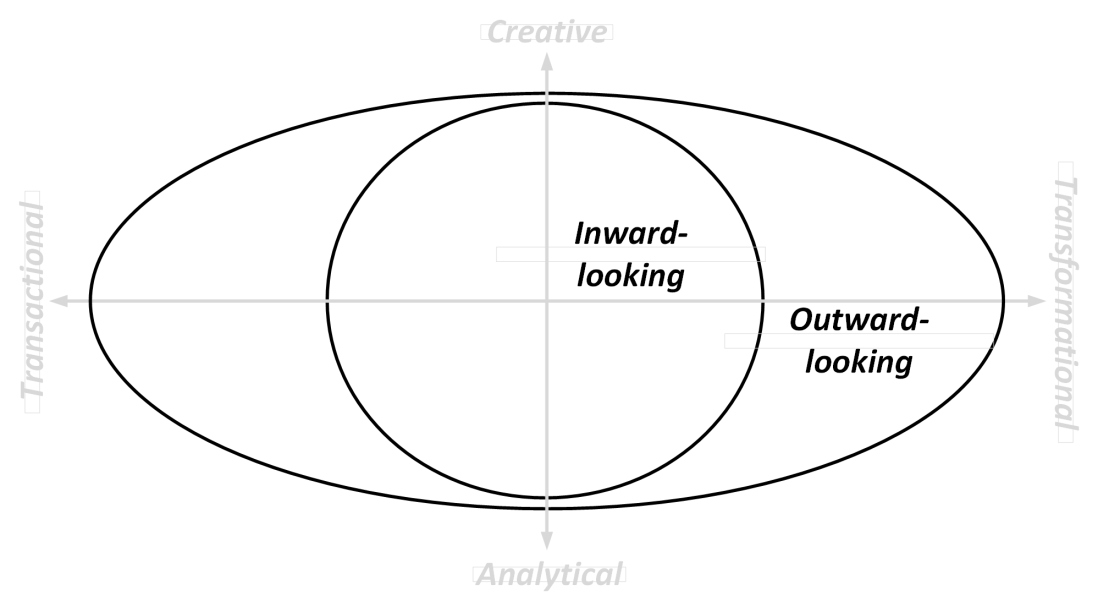 Creative
Transactional
Inward-
looking
Transformational
Outward-
looking
Analytical